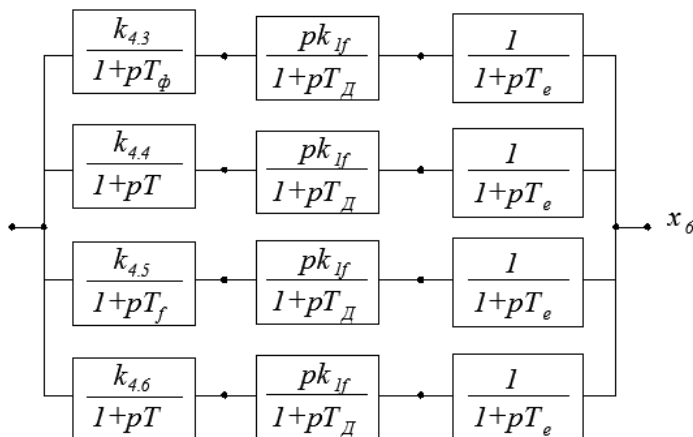 k4.3 pk1f 1
1+pTф 1+pTД 1+pTe
k4.4 pk1f 1
1+pT 1+pTД 1+pTe
x6
k4.5 pk1f 1
1+pTf 1+pTД 1+pTe
k4.6 pk1f 1
1+pT 1+pTД 1+pTe